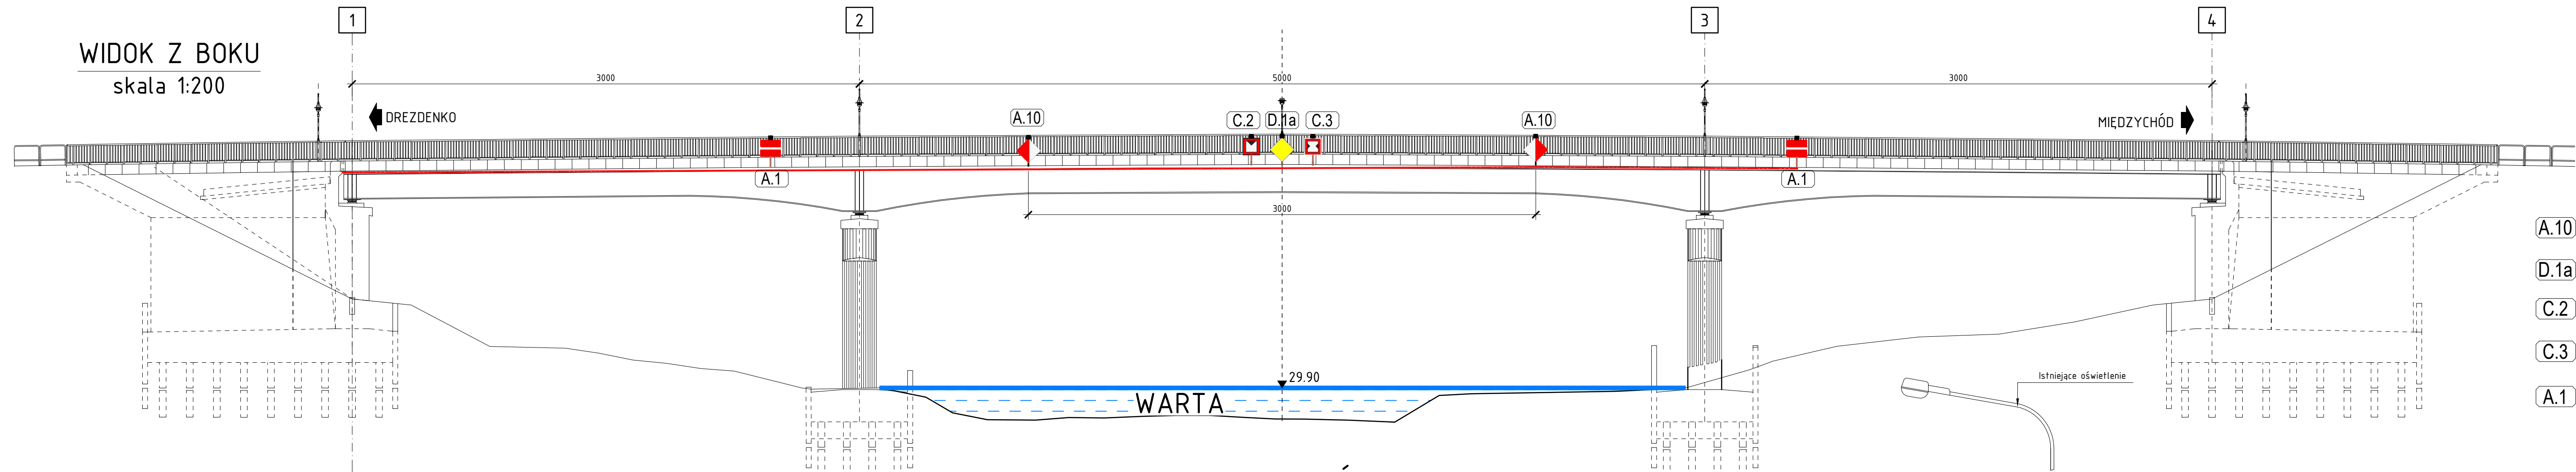 1 2 3 4
WIDOK Z BOKU
skala 1:200
3000 5000 3000
DREZDENKO
MIĘDZYCHÓD
A.10 C.2 D.1a C.3 A.10
A.1 A.1
3000
A.10
D.1a
C.2
C.3
A.1
29.90
Istniejące oświetlenie
WARTA